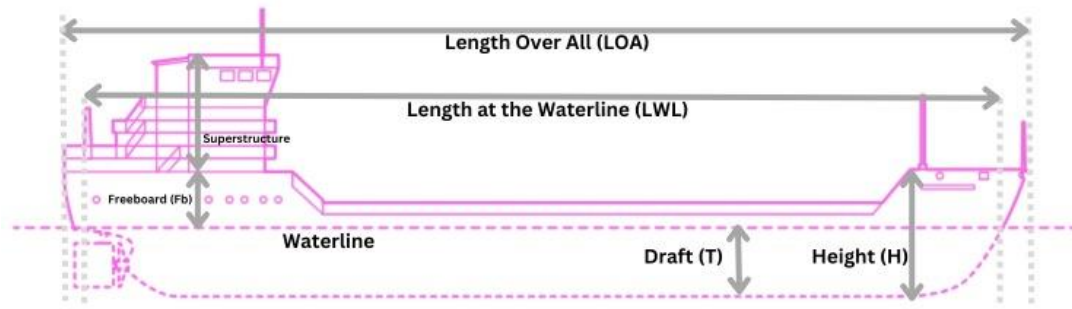 Length Over All (LOA)
Length at the Waterline (LWL)
Superstructure
Freeboard (Fb)
Waterline
Draft (T)
Height (H)